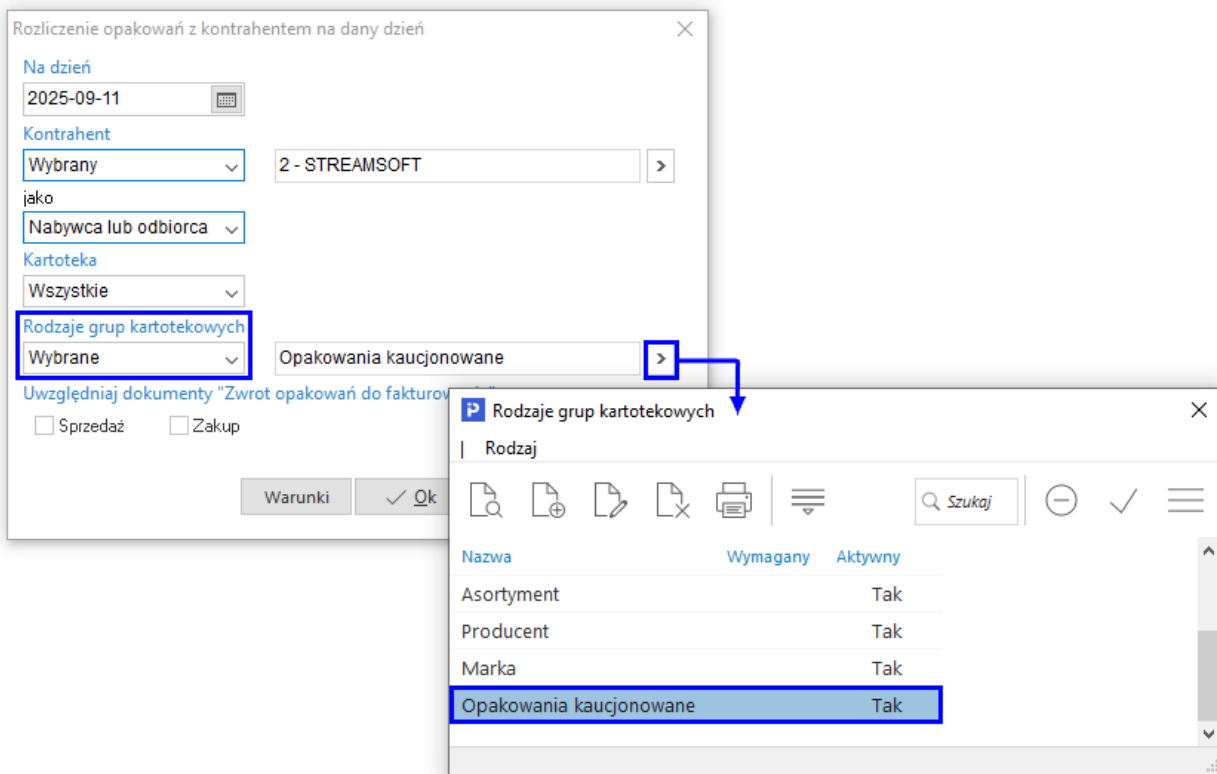 Rozliczenie opakowań z kontrahentem na dany dzień
Na dzień
2025-09-11
Kontrahent
Wybrany 2 - STREAMSOFT
jako
Nabywca lub odbiorca
Kartoteka
Wszystkie
Rodzaje grup kartotekowych
Wybrane Opakowania kaucjonowane
Uwzględniaj dokumenty "Zwrot opakowań do
Sprzedaż Zakup
Warunki Ok
Rodzaje grup kartotekowych
Rodzaj
Szukaj
Nazwa Wymagany Aktywny
Asortyment Tak
Producent Tak
Marka Tak
Opakowania kaucjonowane Tak